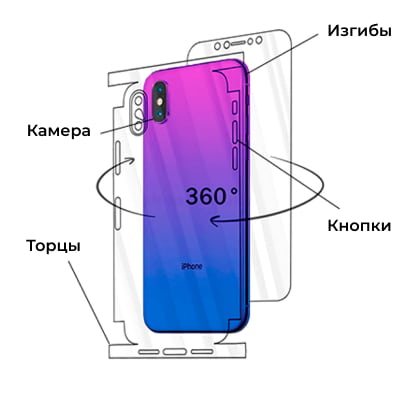 Изгибы
Камера
360°
Кнопки
Торцы
iPhone